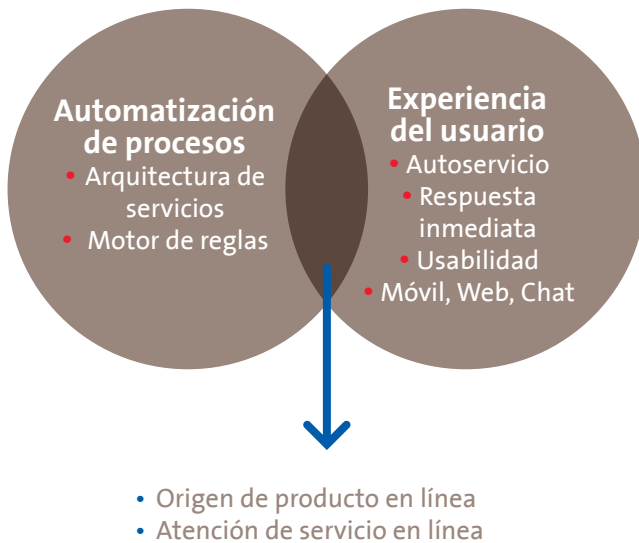 Automatización
de procesos
• Arquitectura de
servicios
• Motor de reglas
Experiencia
del usuario
• Autoservicio
• Respuesta
inmediata
• Usabilidad
• Móvil, Web, Chat
• Origen de producto en línea
• Atención de servicio en línea